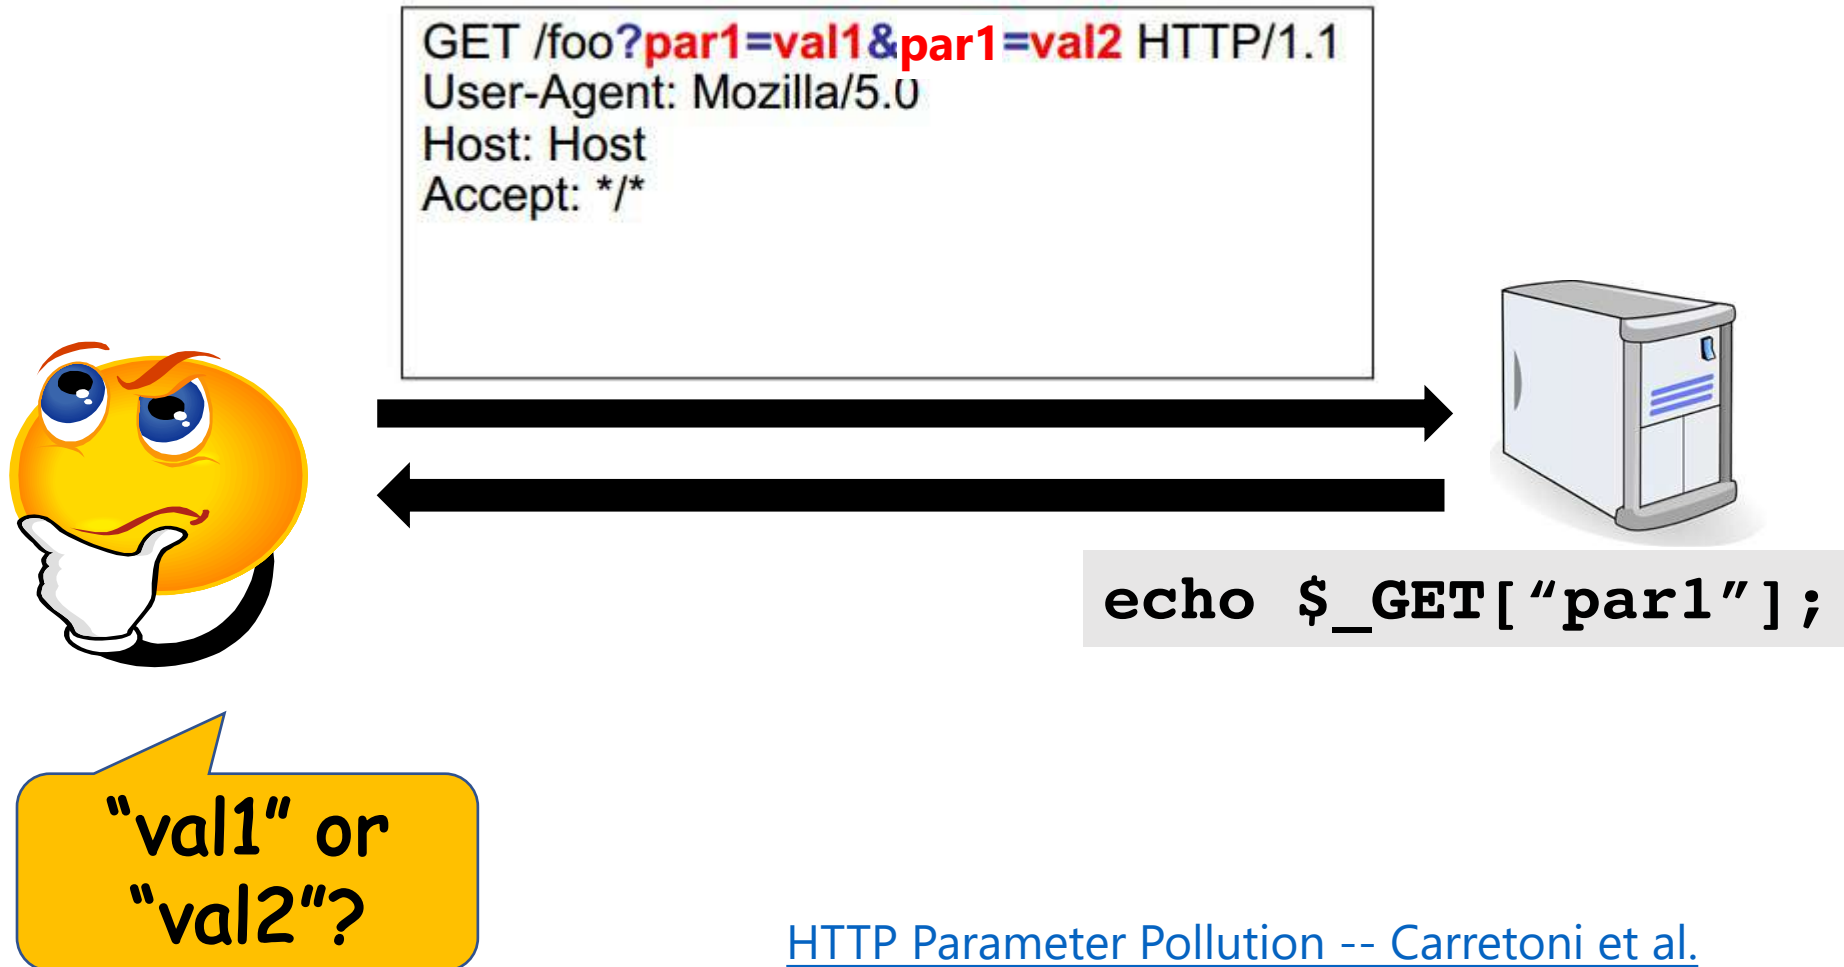 GET /foo?par1=val1&par1=val2 HTTP/1.1
User-Agent: Mozilla/5.0
Host: Host
Accept: */*
echo $_GET[“par1”];
“val1” or
“val2”?
HTTP Parameter Pollution -- Carretoni et al.